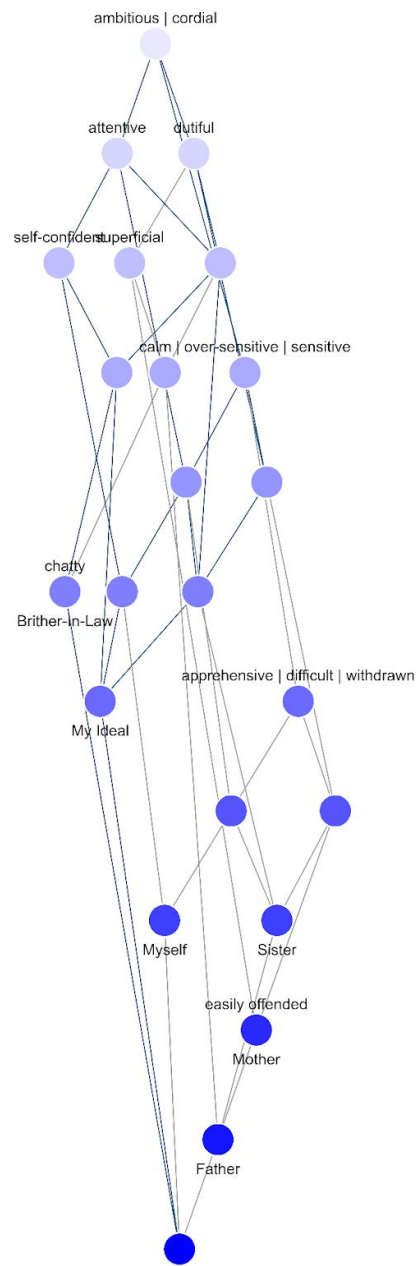 ambitious | cordial
attentive
dutiful
self-confident
superficial
calm | over-sensitive | sensitive
chatty
Brither-in-Law
apprehensive | difficult | withdrawn
My Ideal
Myself
Sister
easily offended
Mother
Father